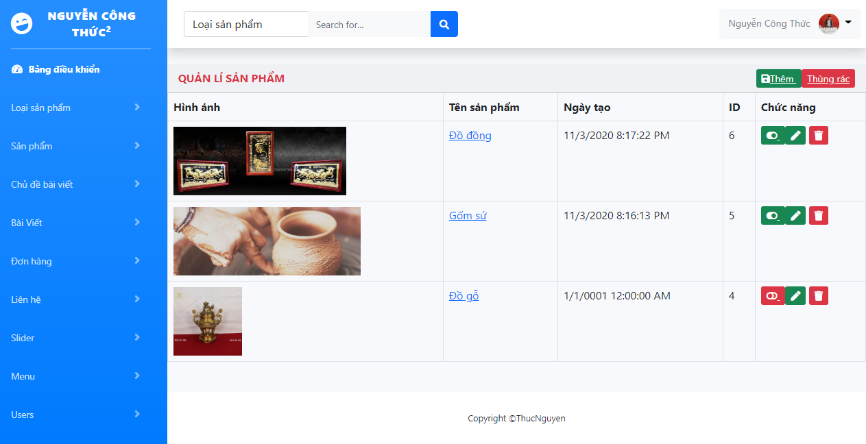 NGUYỄN CÔNG
THỨC2
Loại sản phẩm
Search for...
Nguyễn Công Thức
Bảng điều khiển
Loại sản phẩm
Sản phẩm
Chủ đề bài viết
Bài Viết
Đơn hàng
Liên hệ
Slider
Menu
Users
QUẢN LÍ SẢN PHẨM
Thêm
Thùng rác
Hình ảnh Tên sản phẩm Ngày tạo ID Chức năng
Đồ đồng 11/3/2020 8:17:22 PM 6
Gốm sứ 11/3/2020 8:16:13 PM 5
Đồ gỗ 1/1/0001 12:00:00 AM 4
Copyright ©ThucNguyen